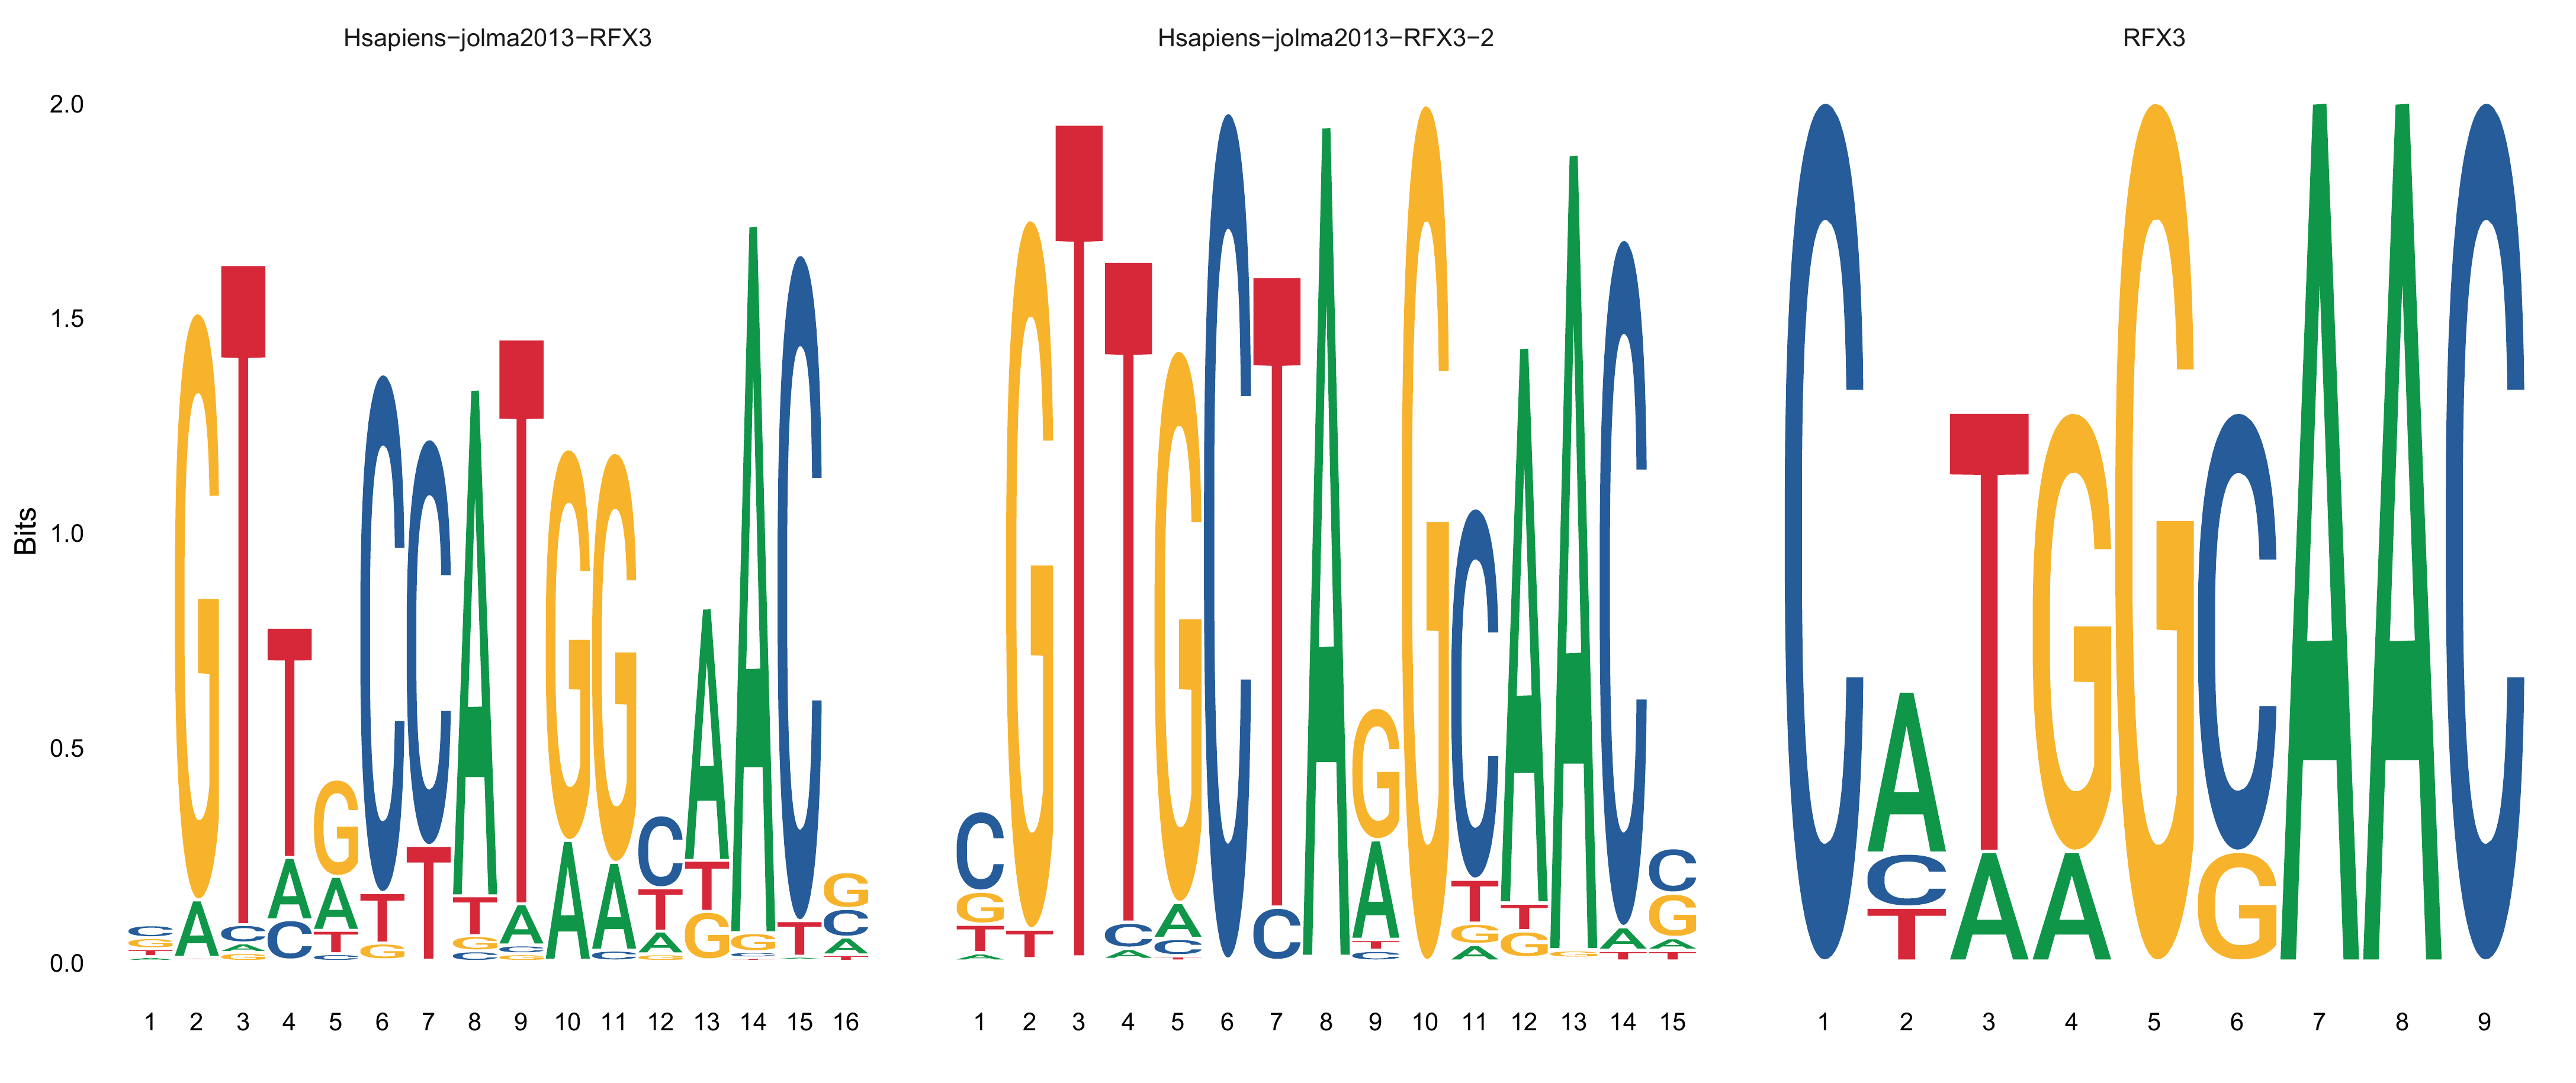 Hsapiens−jolma2013−RFX3
Hsapiens−jolma2013−RFX3−2
RFX3
2.0
1.5
1.0
0.5
0.0
Bits
C G T A
G A
T C A G
T A C
G A T C
C T G
C T
A T G C
T A C G
G A
G A C
C T A G
A T G
A G C
C T A
G C A T
C G T A
G T
T
T C A
G A C
C
T C
A
G A T C
G
C T G A
A T G
A G
C A T
C G A T
C
A C T
T A
G A
G
C G
A
A
C
1 2 3 4 5 6 7 8 9 10 11 12 13 14 15 16
1 2 3 4 5 6 7 8 9 10 11 12 13 14 15
1 2 3 4 5 6 7 8 9